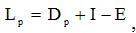 Lₚ = Dₚ + I − E ,